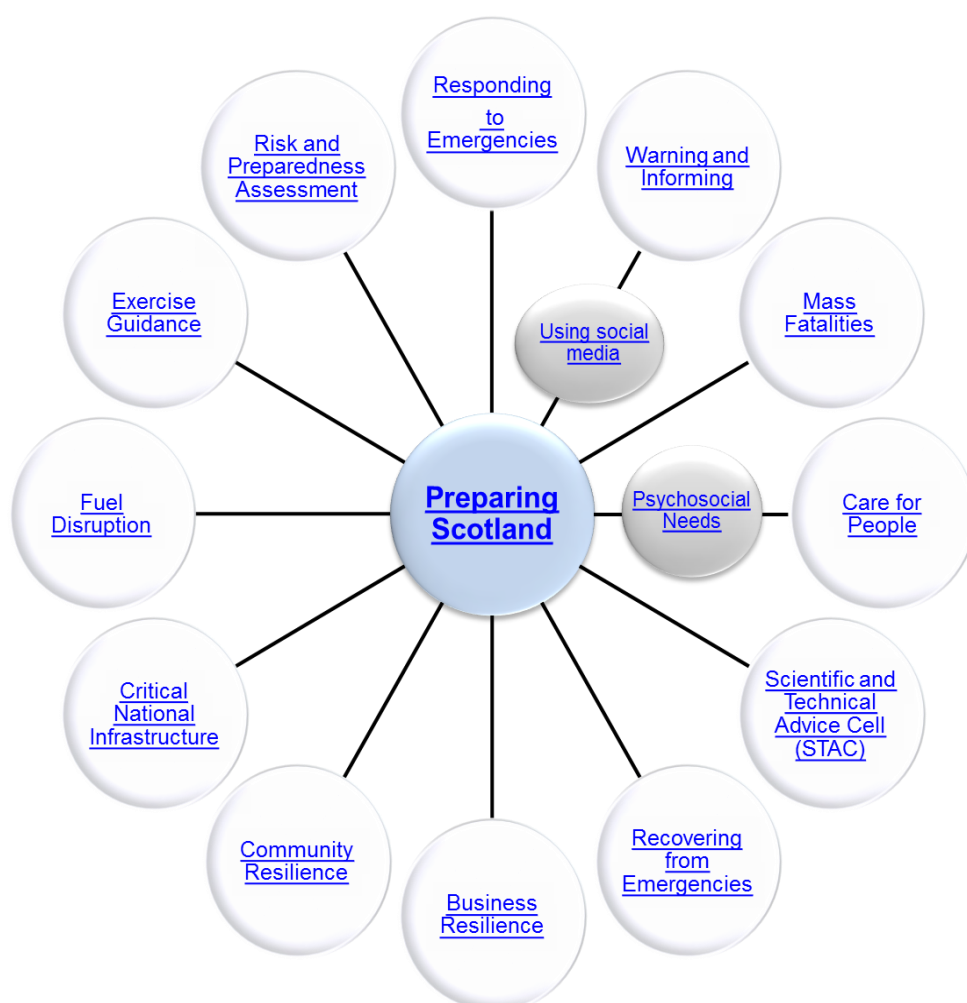 Responding
to
Emergencies
Risk and
Preparedness
Assessment
Warning and
Informing
Exercise
Guidance
Mass
Fatalities
Using social
media
Fuel
Disruption
Preparing
Scotland
Psychosocial
Needs
Care for
People
Critical
National
Infrastructure
Scientific and
Technical
Advice Cell
(STAC)
Community
Resilience
Recovering
from
Emergencies
Business
Resilience